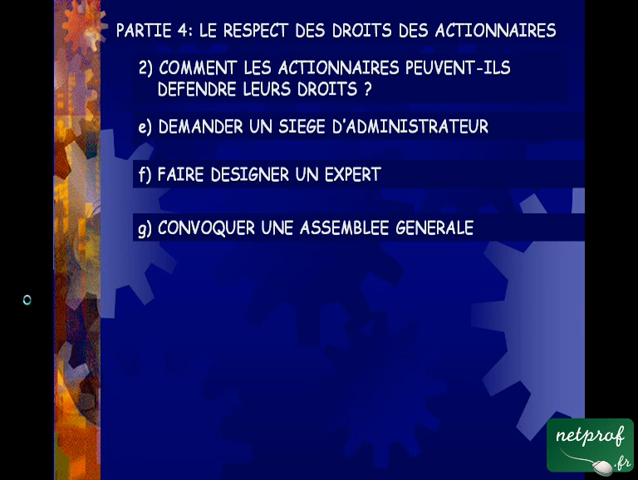 PARTIE 4: LE RESPECT DES DROITS DES ACTIONNAIRES
2) COMMENT LES ACTIONNAIRES PEUVENT-ILS
DEFENDRE LEURS DROITS ?
e) DEMANDER UN SIEGE D'ADMINISTRATEUR
f) FAIRE DESIGNER UN EXPERT
g) CONVOQUER UNE ASSEMBLEE GENERALE
netprof
.fr